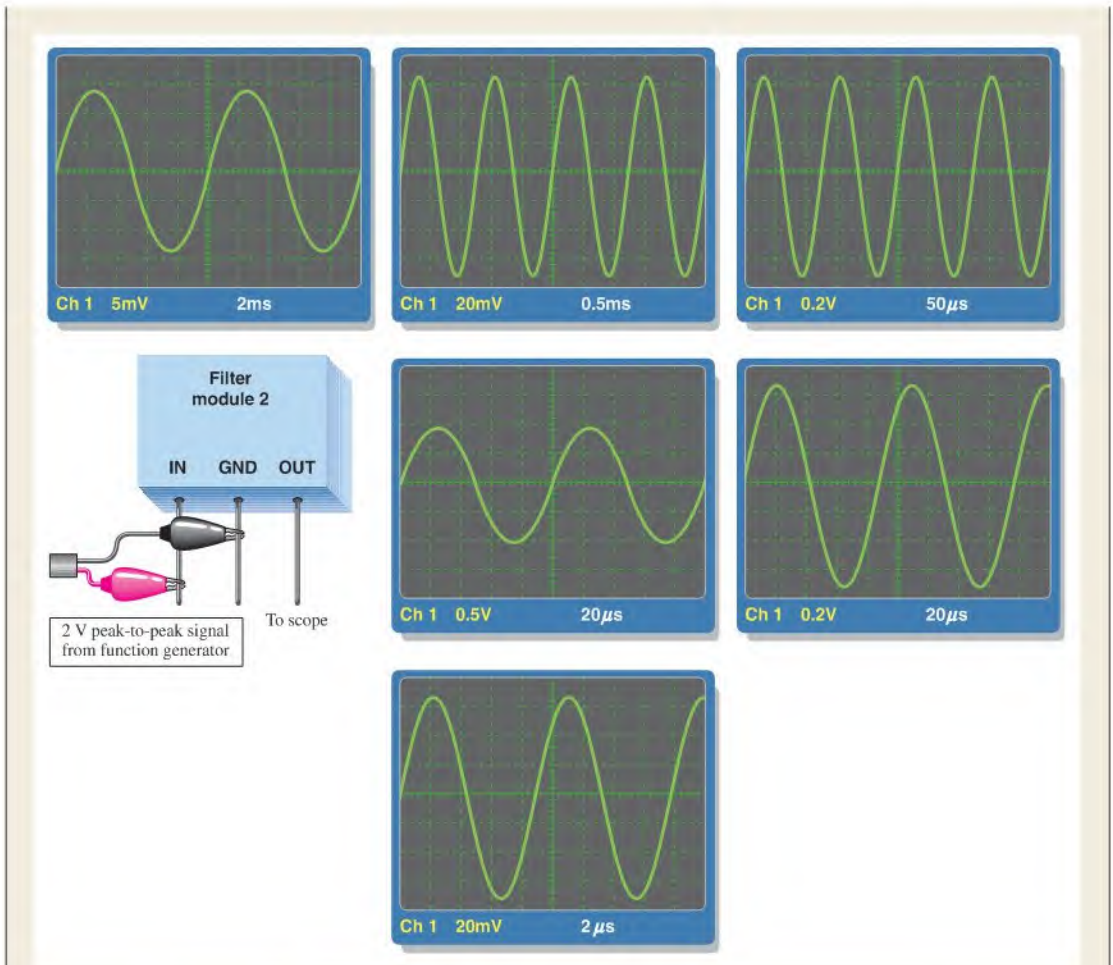 Ch 1 5mV 2ms
Ch 1 20mV 0.5ms
Ch 1 0.2V 50μs
Filter
module 2
IN GND OUT
To scope
2 V peak-to-peak signal
from function generator
Ch 1 0.5V 20μs
Ch 1 0.2V 20μs
Ch 1 20mV 2μs